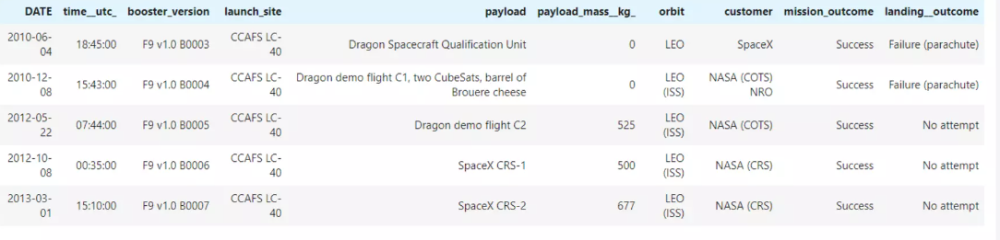 DATE time__utc_ booster_version launch_site payload payload_mass__kg_ orbit customer mission_outcome landing__outcome
2010-06-04 18:45:00 F9 v1.0 B0003 CCAFS LC-40 Dragon Spacecraft Qualification Unit 0 LEO SpaceX Success Failure (parachute)
2010-12-08 15:43:00 F9 v1.0 B0004 CCAFS LC-40 Dragon demo flight C1, two CubeSats, barrel of Brouere cheese 0 LEO (ISS) NASA (COTS) NRO Success Failure (parachute)
2012-05-22 07:44:00 F9 v1.0 B0005 CCAFS LC-40 Dragon demo flight C2 525 LEO (ISS) NASA (COTS) Success No attempt
2012-10-08 00:35:00 F9 v1.0 B0006 CCAFS LC-40 SpaceX CRS-1 500 LEO (ISS) NASA (CRS) Success No attempt
2013-03-01 15:10:00 F9 v1.0 B0007 CCAFS LC-40 SpaceX CRS-2 677 LEO (ISS) NASA (CRS) Success No attempt